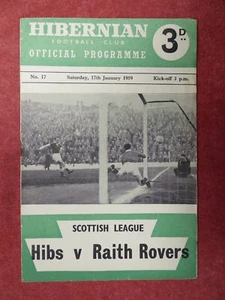 HIBERNIAN
FOOTBALL CLUB
OFFICIAL PROGRAMME
3D
No. 17 Saturday, 17th January 1959 Kick-off 2 p.m.
SCOTTISH LEAGUE
Hibs v Raith Rovers